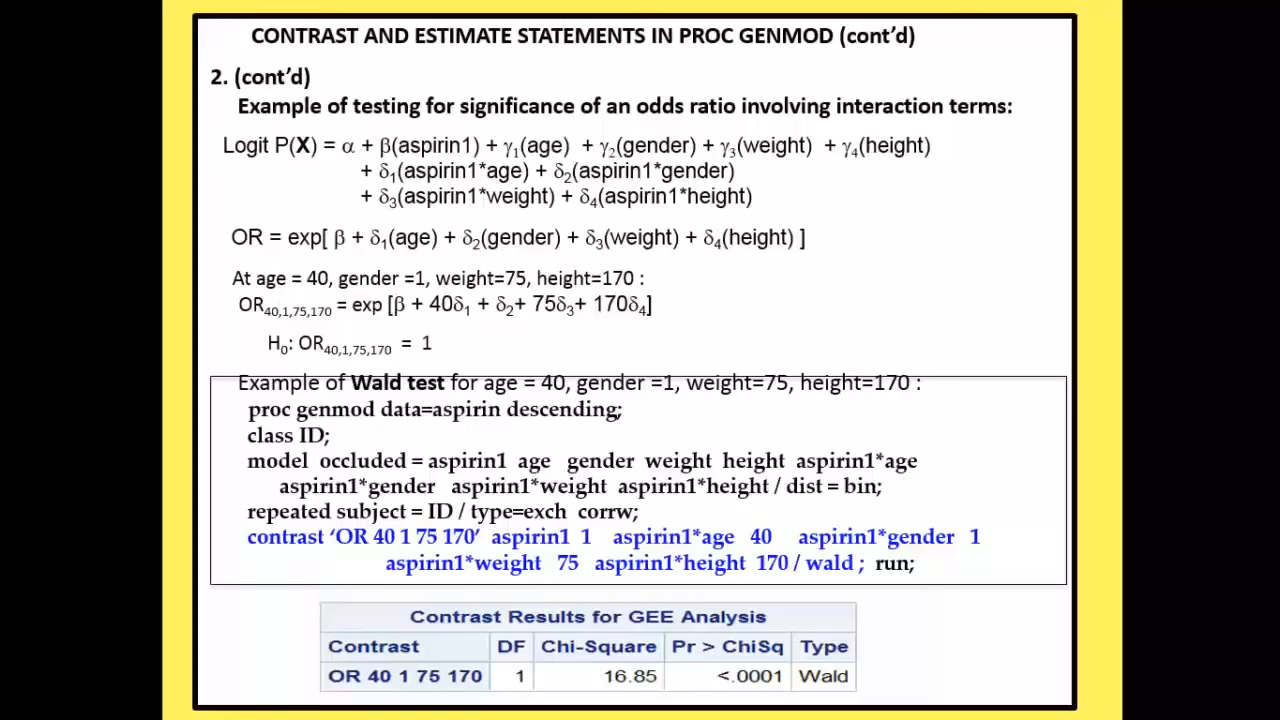 CONTRAST AND ESTIMATE STATEMENTS IN PROC GENMOD (cont’d)
2. (cont’d)
Example of testing for significance of an odds ratio involving interaction terms:
Logit P(X) = α + β(aspirin1) + γ₁(age) + γ₂(gender) + γ₃(weight) + γ₄(height)
+ δ₁(aspirin1*age) + δ₂(aspirin1*gender)
+ δ₃(aspirin1*weight) + δ₄(aspirin1*height)
OR = exp[ β + δ₁(age) + δ₂(gender) + δ₃(weight) + δ₄(height) ]
At age = 40, gender =1, weight=75, height=170 :
OR₄₀,₁,₇₅,₁₇₀ = exp [β + 40δ₁ + δ₂+ 75δ₃+ 170δ₄]
H₀: OR₄₀,₁,₇₅,₁₇₀ = 1
Example of Wald test for age = 40, gender =1, weight=75, height=170 :
proc genmod data=aspirin descending;
class ID;
model occluded = aspirin1 age gender weight height aspirin1*age
aspirin1*gender aspirin1*weight aspirin1*height / dist = bin;
repeated subject = ID / type=exch corrw;
contrast ‘OR 40 1 75 170’ aspirin1 1 aspirin1*age 40 aspirin1*gender 1
aspirin1*weight 75 aspirin1*height 170 / wald ; run;
Contrast Results for GEE Analysis
Contrast DF Chi-Square Pr > ChiSq Type
OR 40 1 75 170 1 16.85 <.0001 Wald